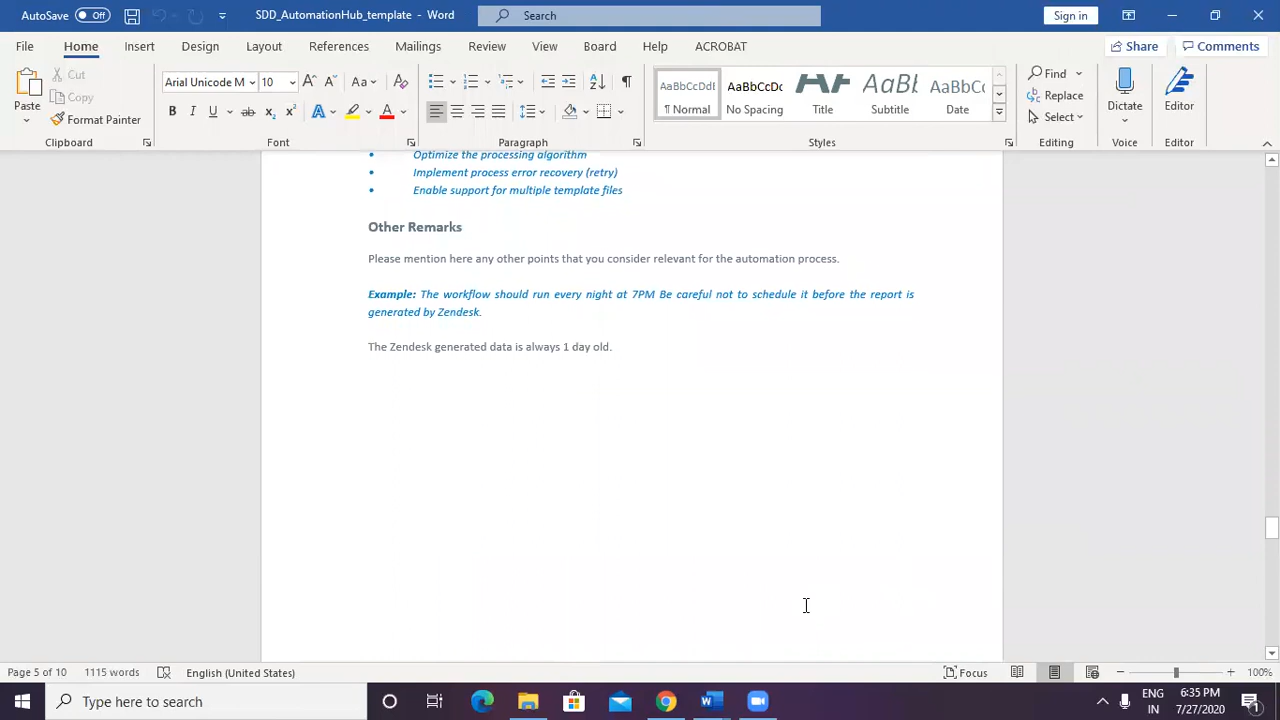 AutoSave Off SDD_AutomationHub_template - Word Search Sign in
File Home Insert Design Layout References Mailings Review View Board Help ACROBAT Share Comments
Paste Cut Copy Format Painter Clipboard
Arial Unicode M 10 Aa
B I U ab x₂ x² A A Font
Paragraph
AaBbCcDdI AaBbCcDc AaBl AaBbCcL
¶ Normal No Spacing Title Subtitle Date
Styles
Find Replace Select Editing
Dictate Voice
Editor Editor
• Optimize the processing algorithm
• Implement process error recovery (retry)
• Enable support for multiple template files
Other Remarks
Please mention here any other points that you consider relevant for the automation process.
Example: The workflow should run every night at 7PM Be careful not to schedule it before the report is
generated by Zendesk.
The Zendesk generated data is always 1 day old.
Page 5 of 10 1115 words English (United States) Focus 100%
Type here to search ENG IN 6:35 PM 7/27/2020 1